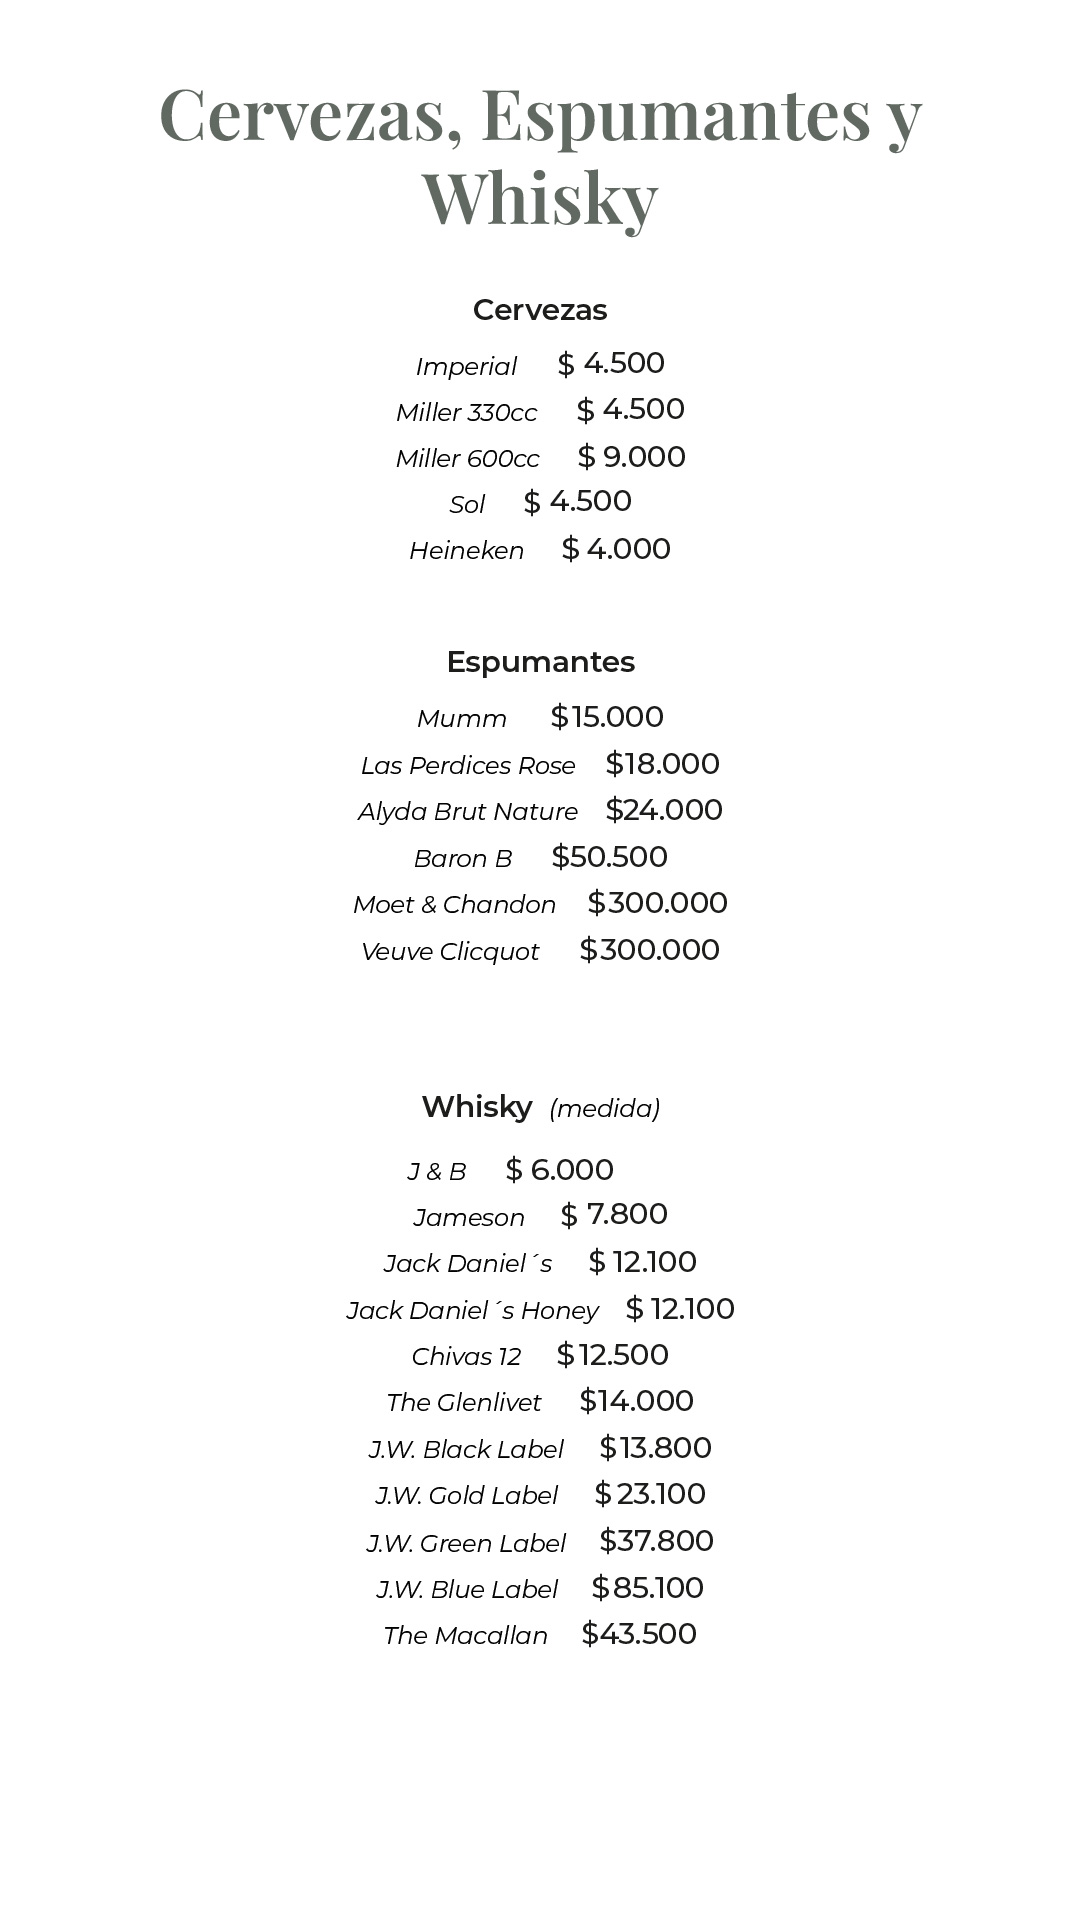 Cervezas, Espumantes y
Whisky
Cervezas
Imperial $ 4.500
Miller 330cc $ 4.500
Miller 600cc $ 9.000
Sol $ 4.500
Heineken $ 4.000
Espumantes
Mumm $15.000
Las Perdices Rose $18.000
Alyda Brut Nature $24.000
Baron B $50.500
Moet & Chandon $300.000
Veuve Clicquot $300.000
Whisky (medida)
J & B $ 6.000
Jameson $ 7.800
Jack Daniel´s $ 12.100
Jack Daniel´s Honey $ 12.100
Chivas 12 $12.500
The Glenlivet $14.000
J.W. Black Label $13.800
J.W. Gold Label $ 23.100
J.W. Green Label $37.800
J.W. Blue Label $85.100
The Macallan $43.500